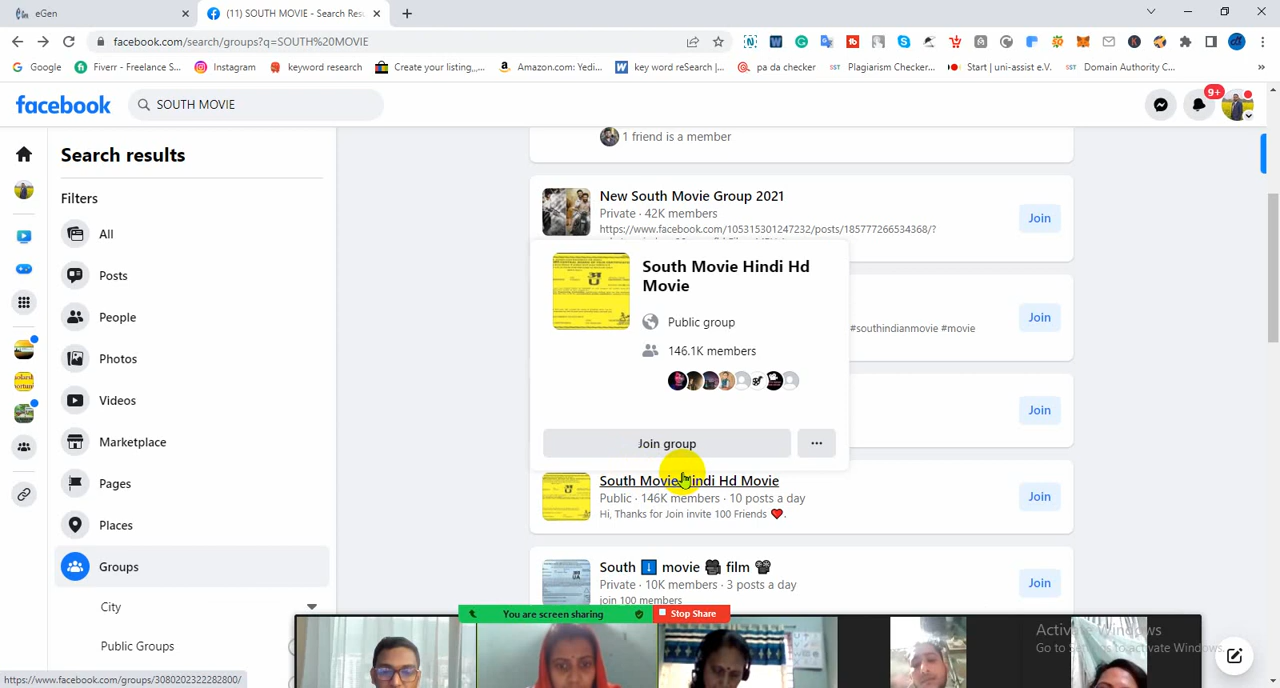 eGen
(11) SOUTH MOVIE - Search Res
facebook.com/search/groups?q=SOUTH%20MOVIE
Google
Fiverr - Freelance S...
Instagram
keyword research
Create your listing,,...
Amazon.com: Yedi...
key word reSearch |...
pa da checker
Plagiarism Checker...
Start | uni-assist e.V.
Domain Authority C...
facebook
SOUTH MOVIE
9+
1 friend is a member
Search results
Filters
All
Posts
People
Photos
Videos
Marketplace
Pages
Places
Groups
City
Public Groups
New South Movie Group 2021
Private · 42K members
https://www.facebook.com/105315301247232/posts/185777266534368/?
Join
South Movie Hindi Hd
Movie
Public group
146.1K members
Join group
#southindianmovie #movie
Join
Join
South Movie Hindi Hd Movie
Public · 146K members · 10 posts a day
Hi, Thanks for Join invite 100 Friends ❤️.
Join
South ⬇️ movie 🎥 film 📽
Private · 10K members · 3 posts a day
join 100 members
Join
You are screen sharing
Stop Share
Activate Windows
Go to Settings to activate Windows.
https://www.facebook.com/groups/3080202322282800/